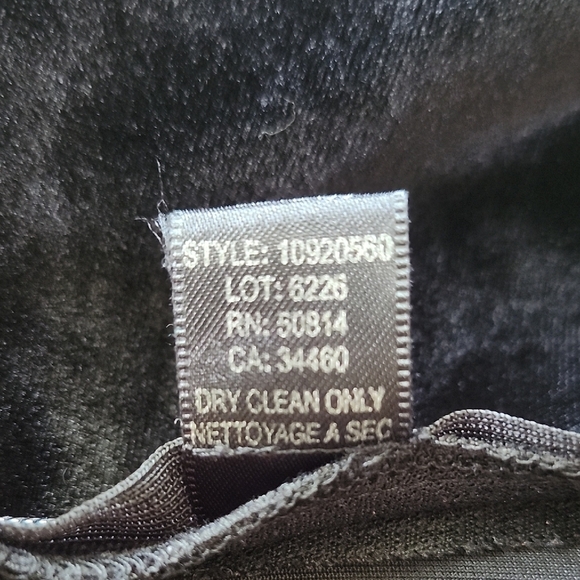 STYLE: 10920560
LOT: 6226
RN: 50814
CA: 34460
DRY CLEAN ONLY
NETTOYAGE A SEC